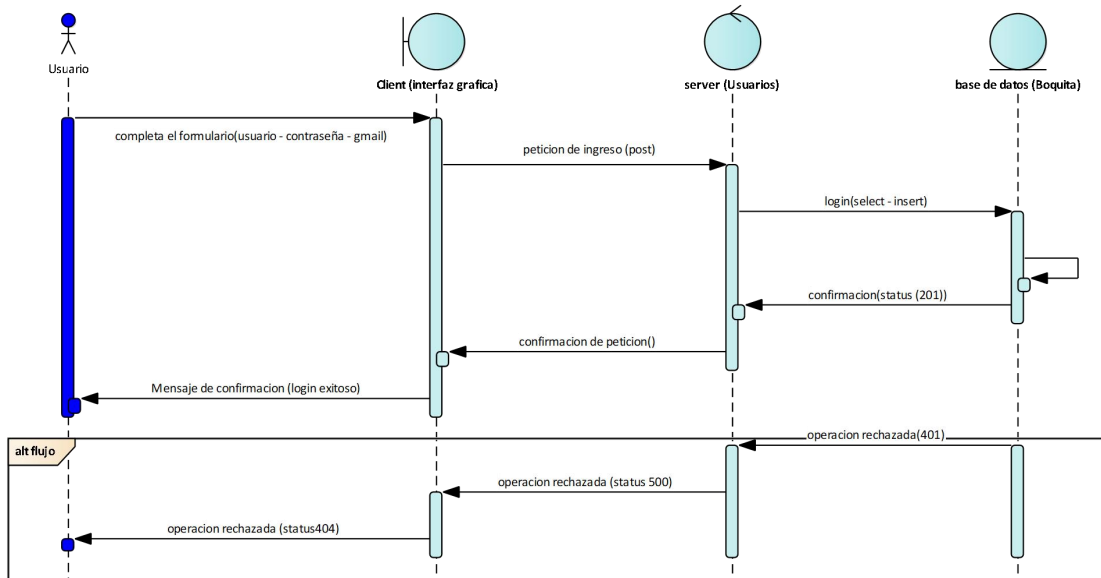 Usuario
Client (interfaz grafica)
server (Usuarios)
base de datos (Boquita)
completa el formulario(usuario - contraseña - gmail)
peticion de ingreso (post)
login(select - insert)
confirmacion(status (201))
confirmacion de peticion()
Mensaje de confirmacion (login exitoso)
alt flujo
operacion rechazada(401)
operacion rechazada (status 500)
operacion rechazada (status404)